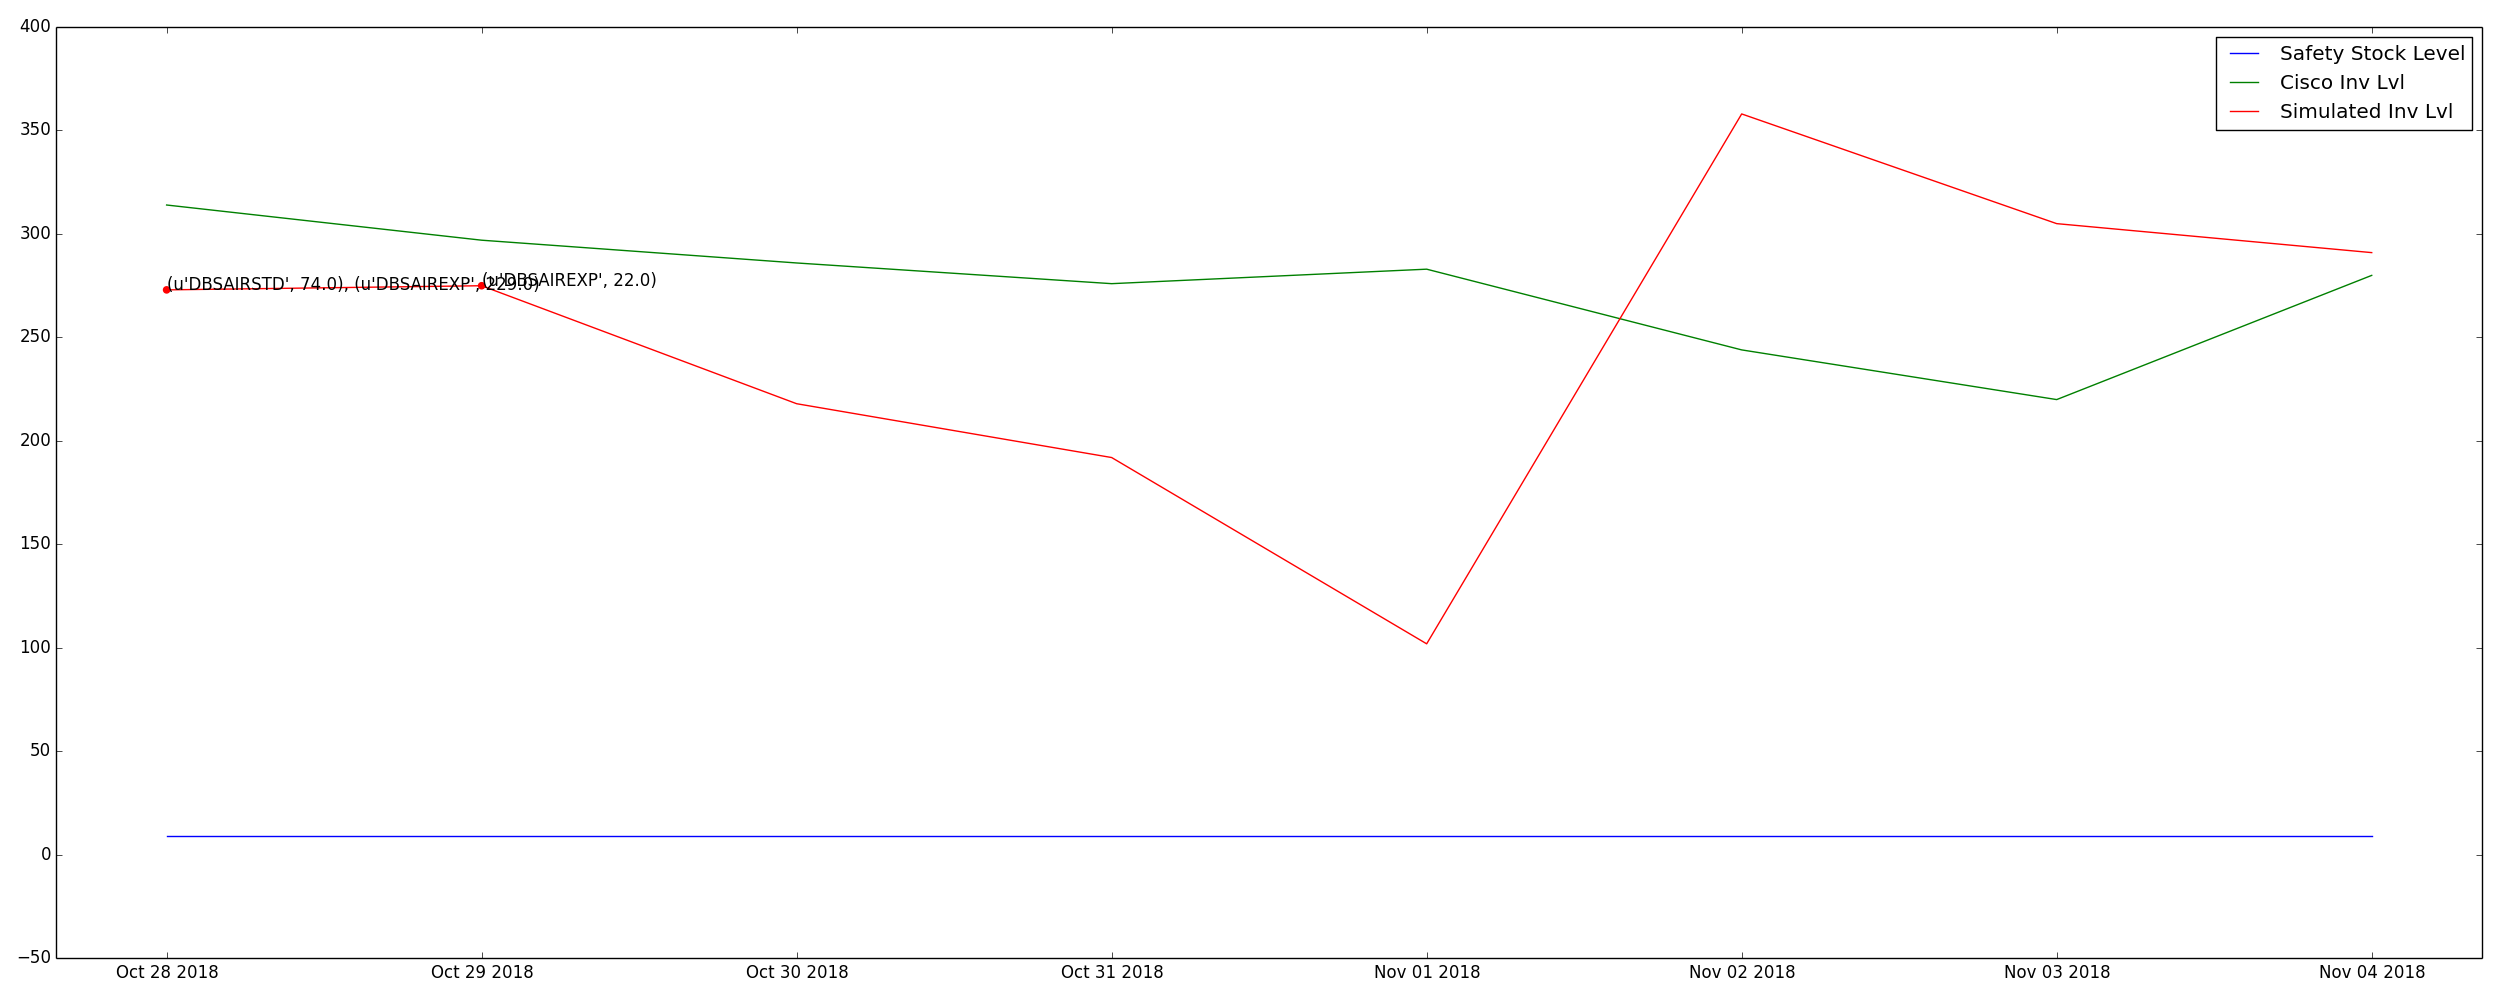 400
350
300
250
200
150
100
50
0
−50
Safety Stock Level
Cisco Inv Lvl
Simulated Inv Lvl
(u'DBSAIRSTD', 74.0), (u'DBSAIREXP', 229.0)
(u'DBSAIREXP', 22.0)
Oct 28 2018 Oct 29 2018 Oct 30 2018 Oct 31 2018 Nov 01 2018 Nov 02 2018 Nov 03 2018 Nov 04 2018